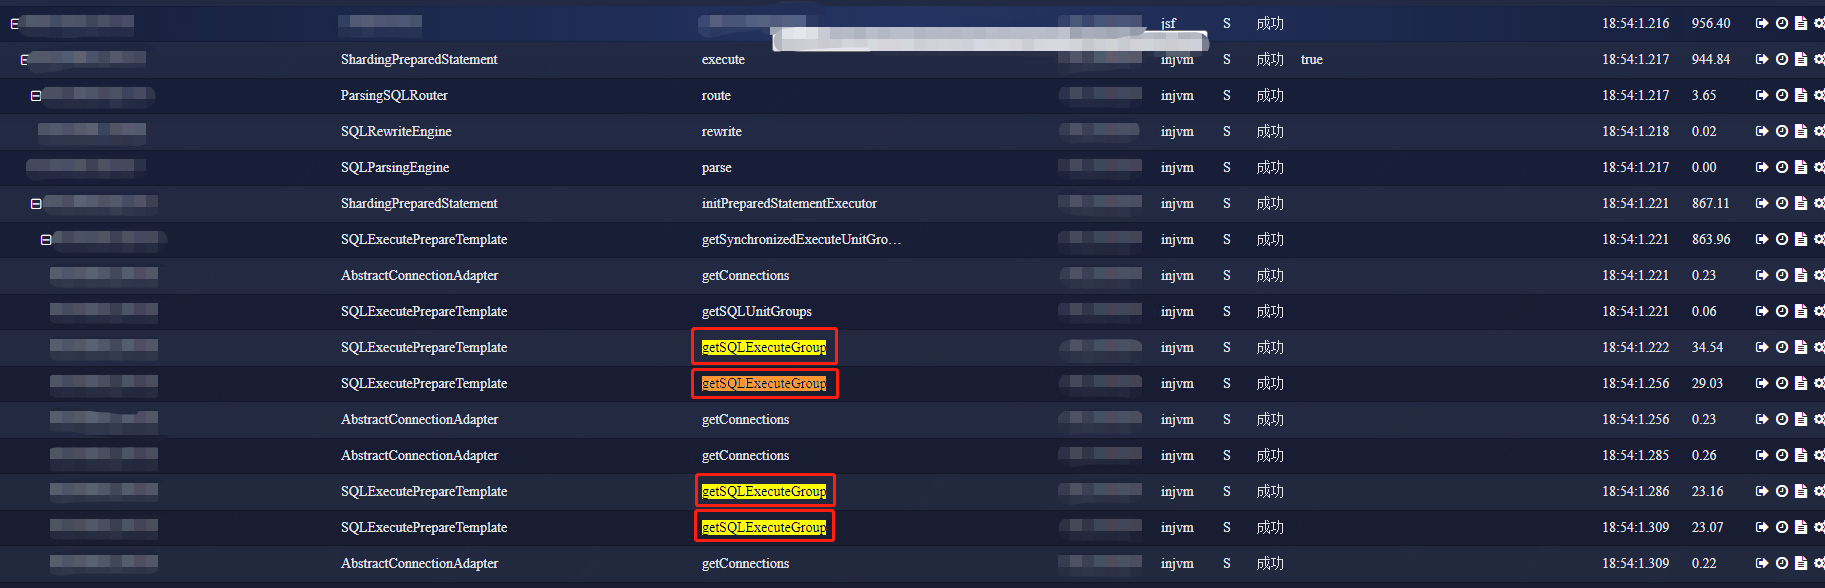 jsf S 成功 18:54:1.216 956.40
ShardingPreparedStatement execute injvm S 成功 true 18:54:1.217 944.84
ParsingSQLRouter route injvm S 成功 18:54:1.217 3.65
SQLRewriteEngine rewrite injvm S 成功 18:54:1.218 0.02
SQLParsingEngine parse injvm S 成功 18:54:1.217 0.00
ShardingPreparedStatement initPreparedStatementExecutor injvm S 成功 18:54:1.221 867.11
SQLExecutePrepareTemplate getSynchronizedExecuteUnitGro... injvm S 成功 18:54:1.221 863.96
AbstractConnectionAdapter getConnections injvm S 成功 18:54:1.221 0.23
SQLExecutePrepareTemplate getSQLUnitGroups injvm S 成功 18:54:1.221 0.06
SQLExecutePrepareTemplate getSQLExecuteGroup injvm S 成功 18:54:1.222 34.54
SQLExecutePrepareTemplate getSQLExecuteGroup injvm S 成功 18:54:1.256 29.03
AbstractConnectionAdapter getConnections injvm S 成功 18:54:1.256 0.23
AbstractConnectionAdapter getConnections injvm S 成功 18:54:1.285 0.26
SQLExecutePrepareTemplate getSQLExecuteGroup injvm S 成功 18:54:1.286 23.16
SQLExecutePrepareTemplate getSQLExecuteGroup injvm S 成功 18:54:1.309 23.07
AbstractConnectionAdapter getConnections injvm S 成功 18:54:1.309 0.22